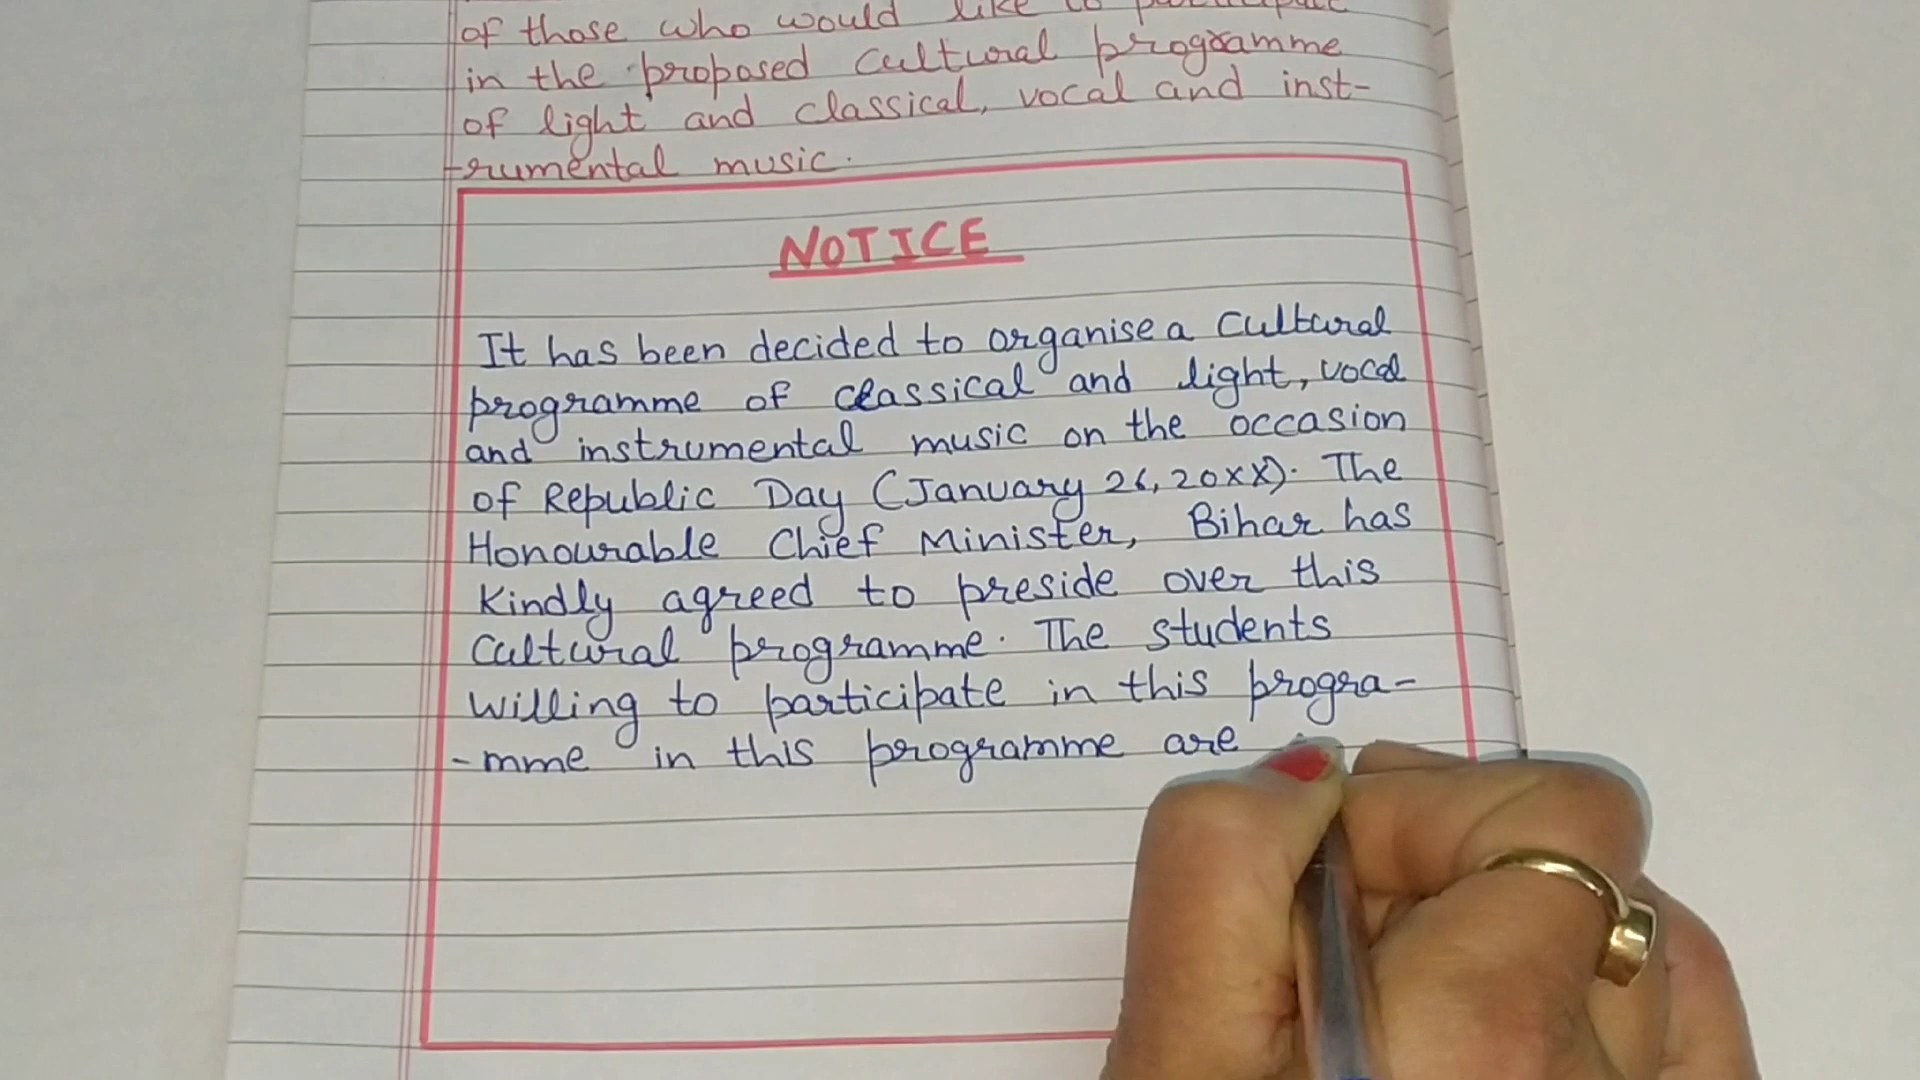 of those who would like to participate
in the proposed cultural programme
of light and classical, vocal and inst-
-rumental music.
NOTICE
It has been decided to organise a cultural
programme of classical and light, vocal
and instrumental music on the occasion
of Republic Day (January 26, 20XX). The
Honourable Chief Minister, Bihar has
kindly agreed to preside over this
cultural programme. The students
willing to participate in this progra-
-mme in this programme are